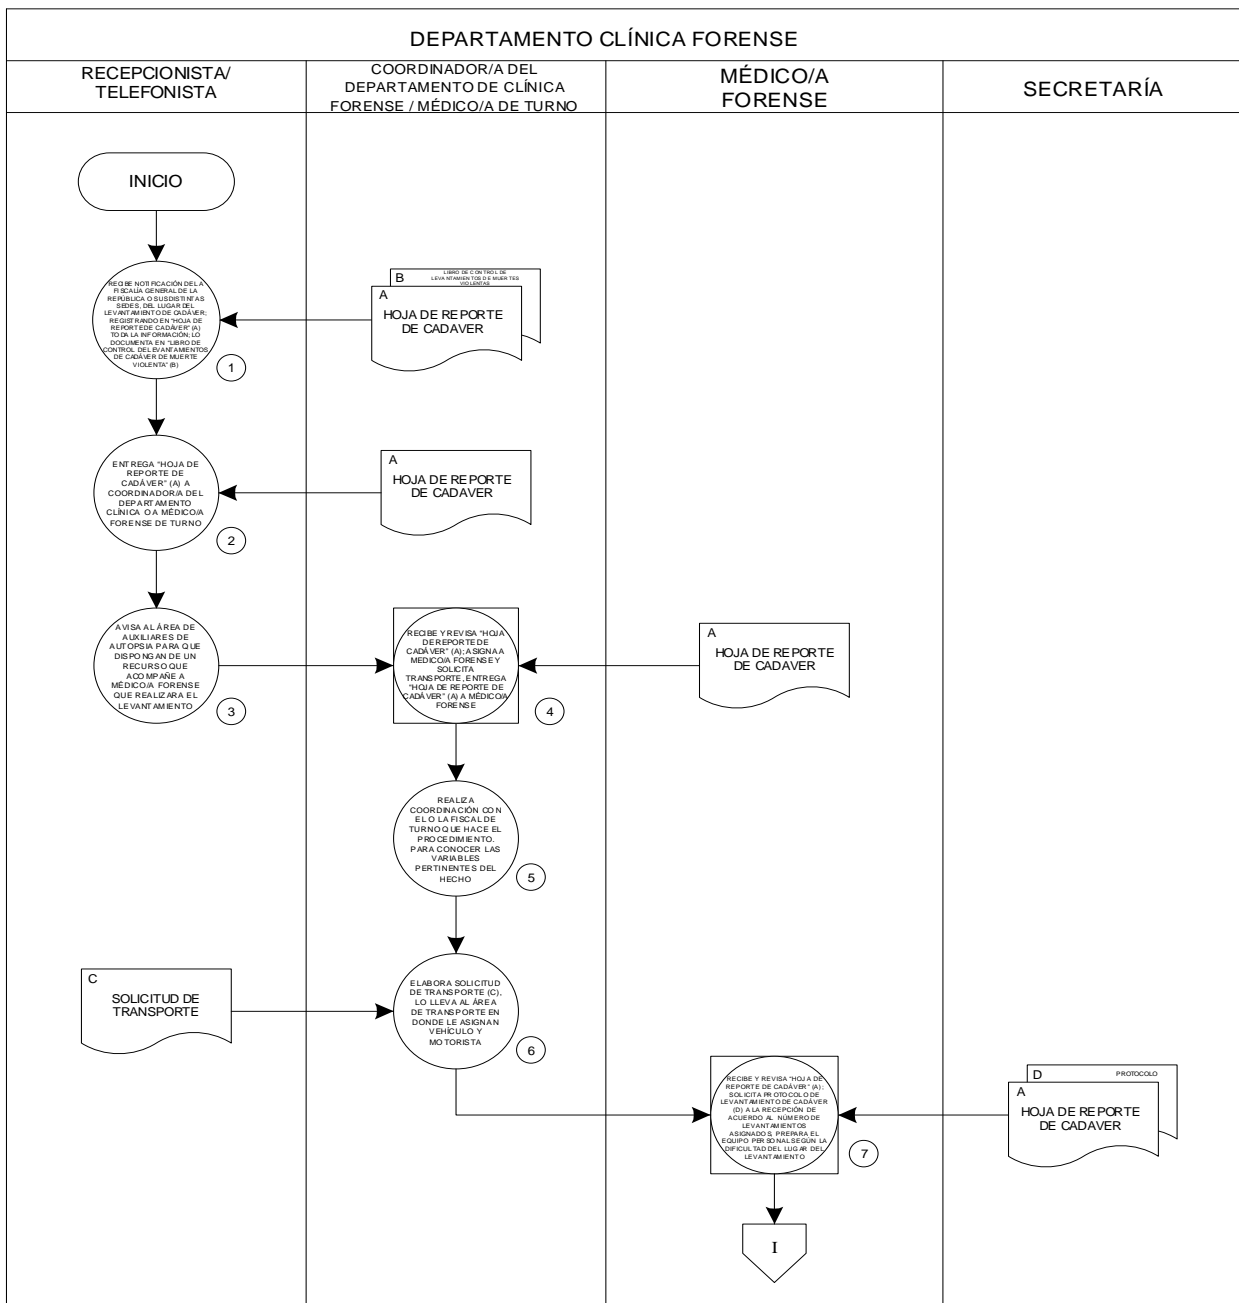 DEPARTAMENTO CLÍNICA FORENSE
RECEPCIONISTA/
TELEFONISTA
COORDINADOR/A DEL
DEPARTAMENTO DE CLÍNICA
FORENSE / MÉDICO/A DE TURNO
MÉDICO/A
FORENSE
SECRETARÍA
INICIO
RECIBE NOTIFICACIÓN DE LA
FISCALÍA GENERAL DE LA
REPÚBLICA O SUS DISTINTAS
SEDES, DEL LUGAR DEL
LEVANTAMIENTO DE CADÁVER;
REGISTRANDO EN "HOJA DE
REPORTE DE CADÁVER" (A)
TODA LA INFORMACIÓN; LO
DOCUMENTA EN "LIBRO DE
CONTROL DE LEVANTAMIENTOS
DE CADÁVER DE MUERTE
VIOLENTA" (B)
1
B
LIBRO DE CONTROL DE
LEVANTAMIENTOS DE MUERTES
VIOLENTAS
A
HOJA DE REPORTE
DE CADAVER
ENTREGA "HOJA DE
REPORTE DE
CADÁVER" (A) A
COORDINADOR/A DEL
DEPARTAMENTO
CLÍNICA O A MÉDICO/A
FORENSE DE TURNO
2
A
HOJA DE REPORTE
DE CADAVER
AVISA AL ÁREA DE
AUXILIARES DE
AUTOPSIA PARA QUE
DISPONGAN DE UN
RECURSO QUE
ACOMPAÑE A
MÉDICO/A FORENSE
QUE REALIZARA EL
LEVANTAMIENTO
3
RECIBE Y REVISA "HOJA
DE REPORTE DE
CADÁVER" (A); ASIGNA A
MEDICO/A FORENSE Y
SOLICITA
TRANSPORTE, ENTREGA
"HOJA DE REPORTE DE
CADÁVER" (A) A MÉDICO/A
FORENSE
4
A
HOJA DE REPORTE
DE CADAVER
REALIZA
COORDINACIÓN CON
EL O LA FISCAL DE
TURNO QUE HACE EL
PROCEDIMIENTO.
PARA CONOCER LAS
VARIABLES
PERTINENTES DEL
HECHO
5
C
SOLICITUD DE
TRANSPORTE
ELABORA SOLICITUD
DE TRANSPORTE (C),
LO LLEVA AL ÁREA
DE TRANSPORTE EN
DONDE LE ASIGNAN
VEHÍCULO Y
MOTORISTA
6
RECIBE Y REVISA "HOJA DE
REPORTE DE CADÁVER" (A);
SOLICITA PROTOCOLO DE
LEVANTAMIENTO DE CADÁVER
(D) A LA RECEPCIÓN DE
ACUERDO AL NÚMERO DE
LEVANTAMIENTOS
ASIGNADOS, PREPARA EL
EQUIPO PERSONAL SEGÚN LA
DIFICULTAD DEL LUGAR DEL
LEVANTAMIENTO
7
D
PROTOCOLO
A
HOJA DE REPORTE
DE CADAVER
I